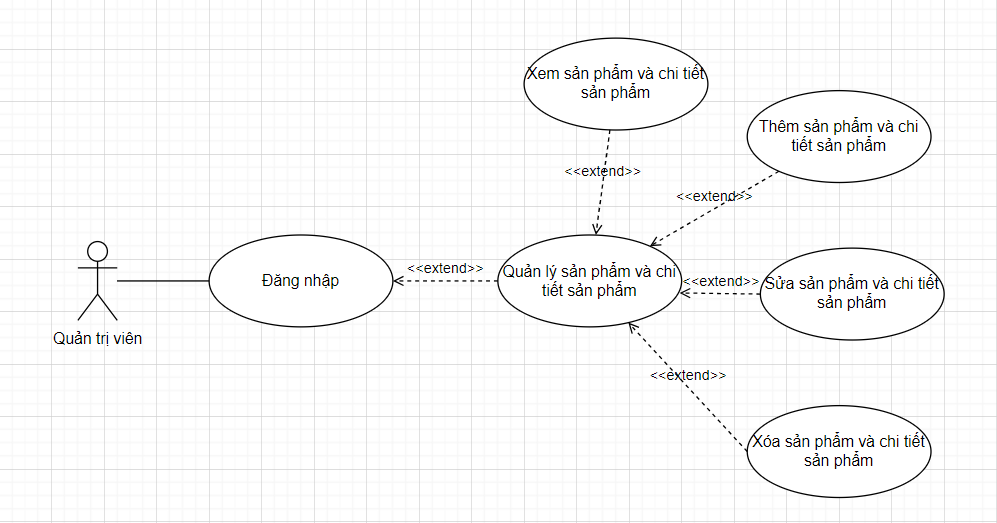 Xem sản phẩm và chi tiết
sản phẩm
Thêm sản phẩm và chi
tiết sản phẩm
<<extend>>
<<extend>>
Quản trị viên
Đăng nhập
<<extend>>
Quản lý sản phẩm và chi
tiết sản phẩm
<<extend>>
Sửa sản phẩm và chi tiết
sản phẩm
<<extend>>
Xóa sản phẩm và chi tiết
sản phẩm